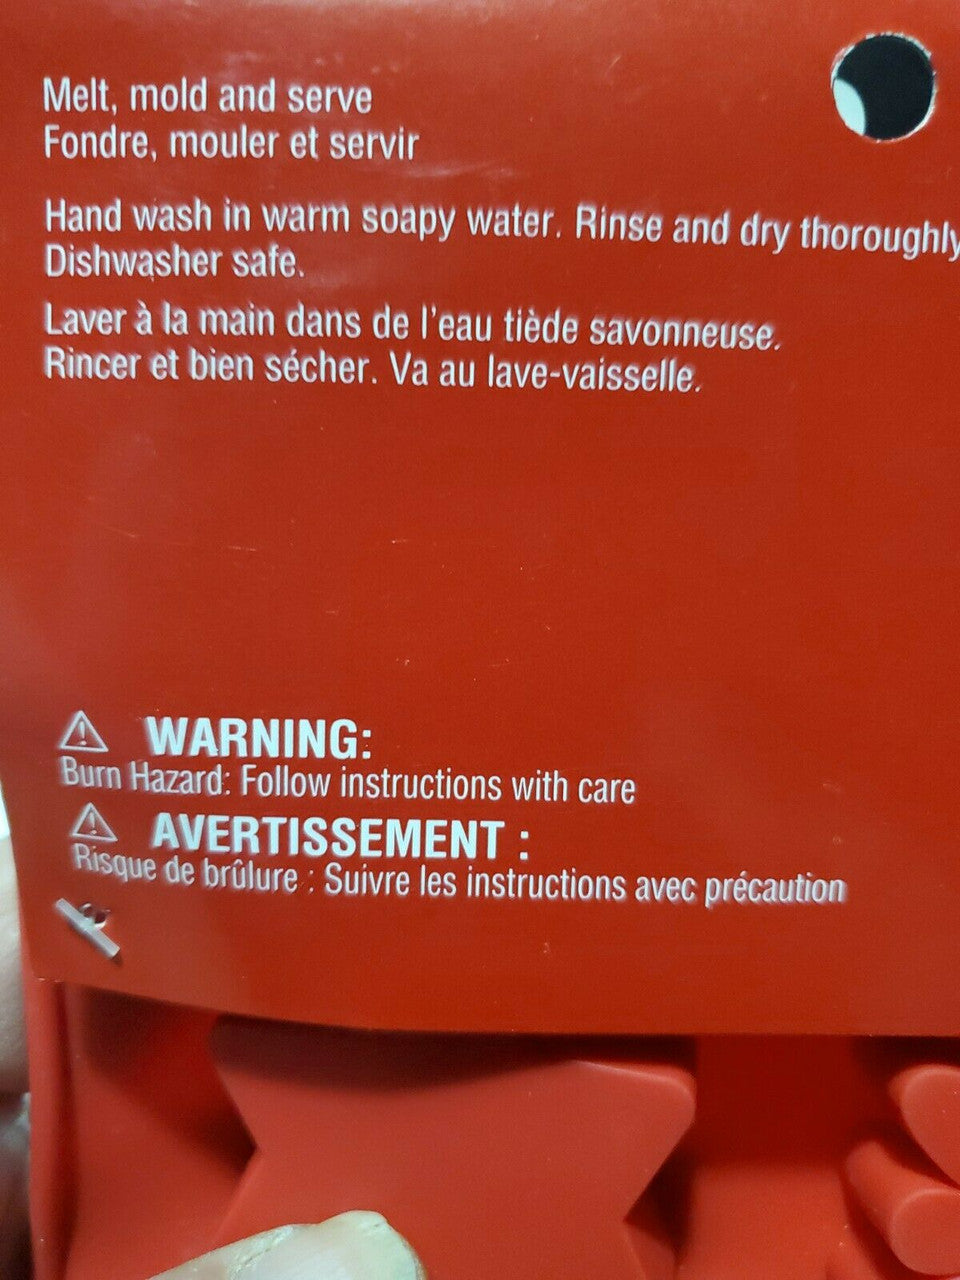 Melt, mold and serve
Fondre, mouler et servir
Hand wash in warm soapy water. Rinse and dry thoroughly
Dishwasher safe.
Laver à la main dans de l'eau tiède savonneuse.
Rincer et bien sécher. Va au lave-vaisselle.
WARNING:
Burn Hazard: Follow instructions with care
AVERTISSEMENT :
Risque de brûlure : Suivre les instructions avec précaution